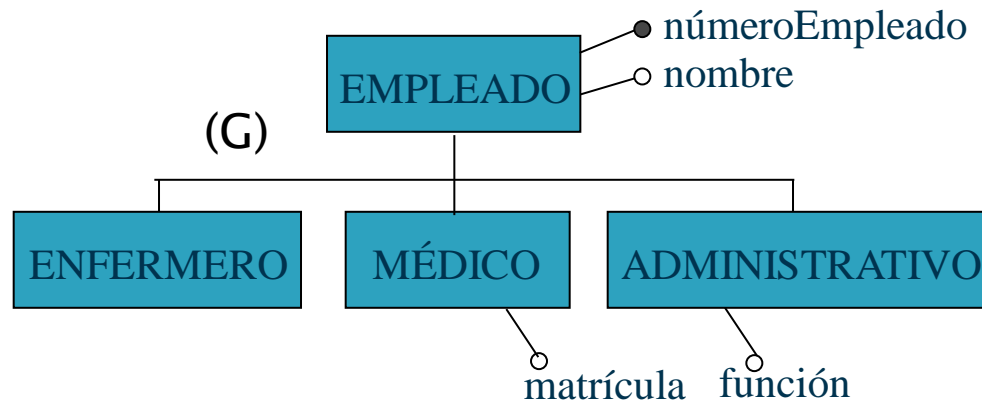 númeroEmpleado
EMPLEADO
nombre
(G)
ENFERMERO
MÉDICO
ADMINISTRATIVO
matrícula
función